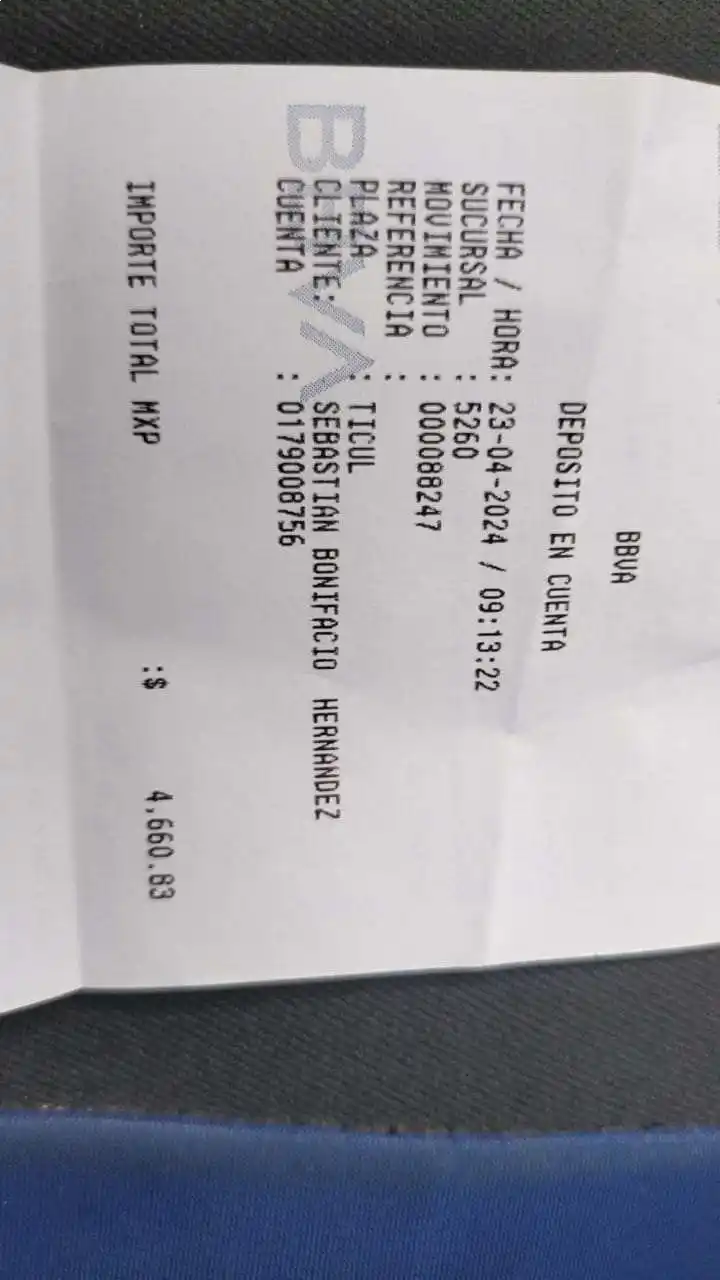 BBVA
DEPOSITO EN CUENTA
FECHA / HORA: 23-04-2024 / 09:13:22
SUCURSAL : 5260
MOVIMIENTO : 000088247
REFERENCIA :
PLAZA : TICUL
CLIENTE: SEBASTIAN BONIFACIO HERNANDEZ
CUENTA : 0179008756
BBVA
IMPORTE TOTAL MXP :$ 4,660.83